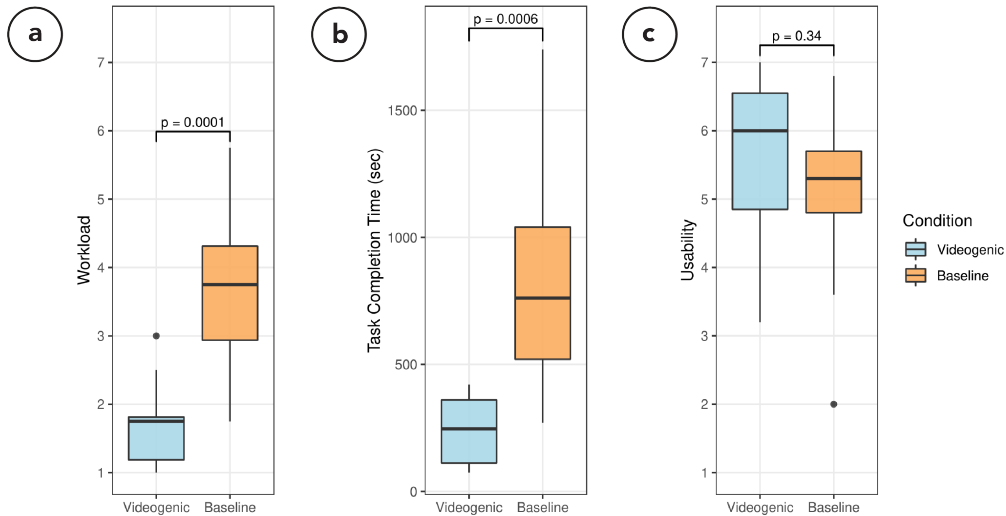 a
p = 0.0001
Workload
7
6
5
4
3
2
1
Videogenic Baseline
b
p = 0.0006
Task Completion Time (sec)
1500
1000
500
0
Videogenic Baseline
c
p = 0.34
Usability
7
6
5
4
3
2
1
Videogenic Baseline
Condition
Videogenic
Baseline